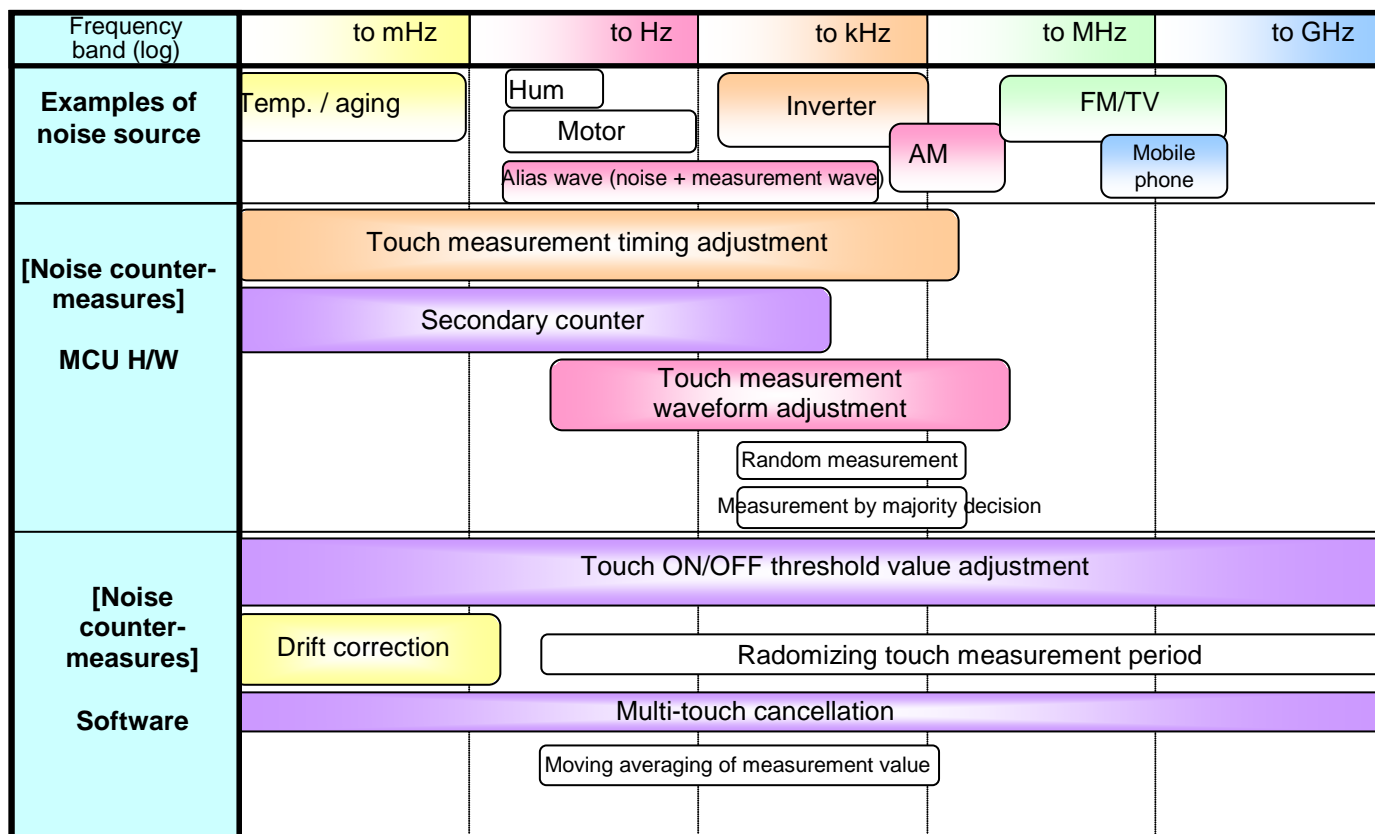 Frequency
band (log)
to mHz
to Hz
to kHz
to MHz
to GHz
Examples of
noise source
Temp. / aging
Hum
Motor
Alias wave (noise + measurement wave)
Inverter
AM
FM/TV
Mobile
phone
[Noise counter-
measures]
MCU H/W
Touch measurement timing adjustment
Secondary counter
Touch measurement
waveform adjustment
Random measurement
Measurement by majority decision
[Noise
counter-
measures]
Software
Touch ON/OFF threshold value adjustment
Drift correction
Radomizing touch measurement period
Multi-touch cancellation
Moving averaging of measurement value